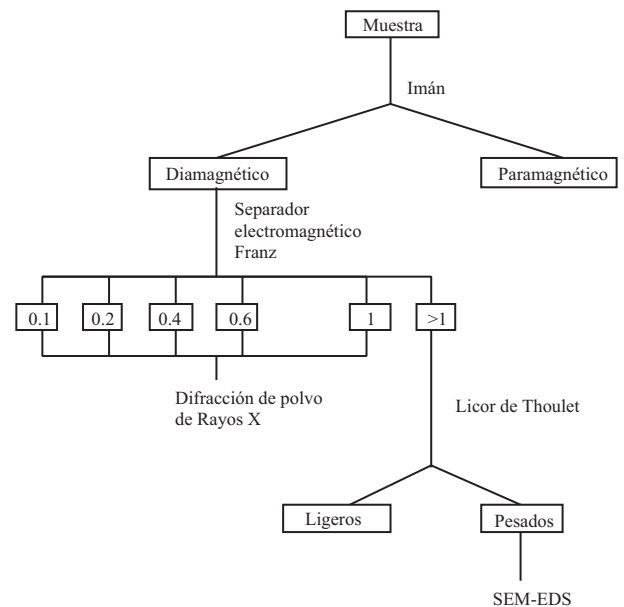 Muestra
Imán
Diamagnético
Paramagnético
Separador
electromagnético
Franz
0.1
0.2
0.4
0.6
1
>1
Difracción de polvo
de Rayos X
Licor de Thoulet
Ligeros
Pesados
SEM-EDS